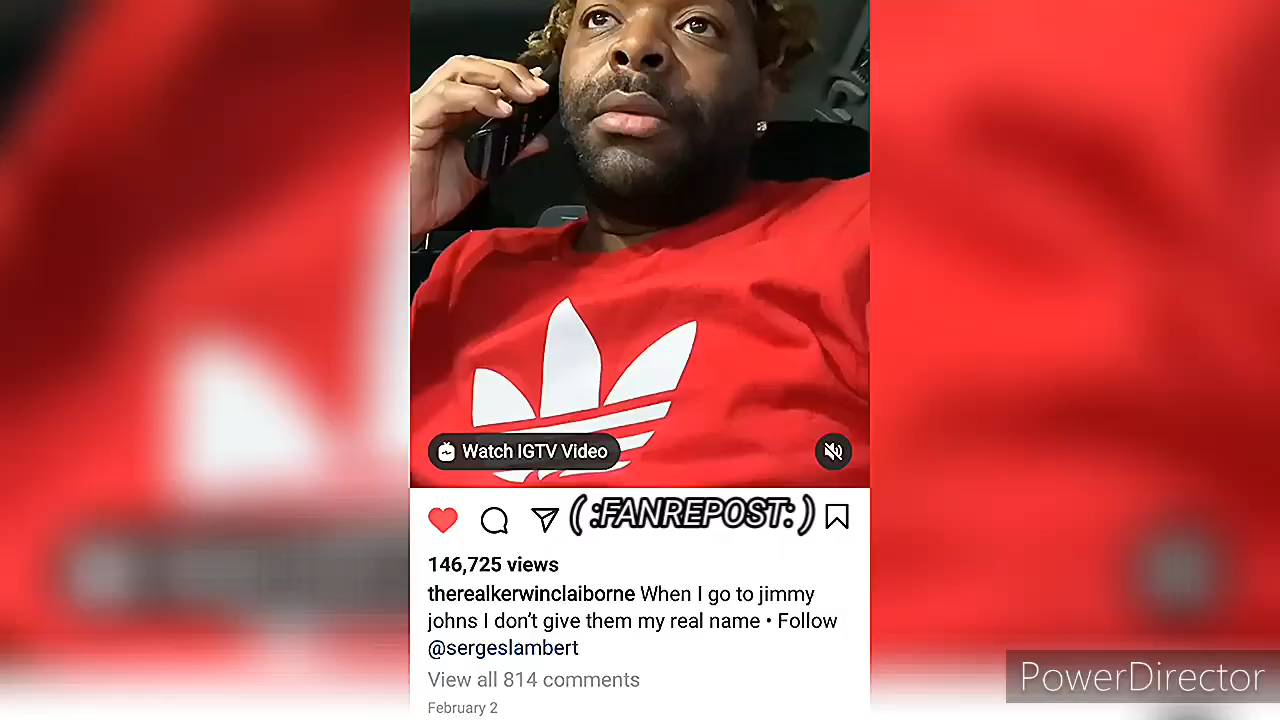 Watch IGTV Video
( :FANREPOST: )
146,725 views
therealkerwinclaiborne When I go to jimmy
johns I don’t give them my real name • Follow
@sergeslambert
View all 814 comments
February 2
PowerDirector